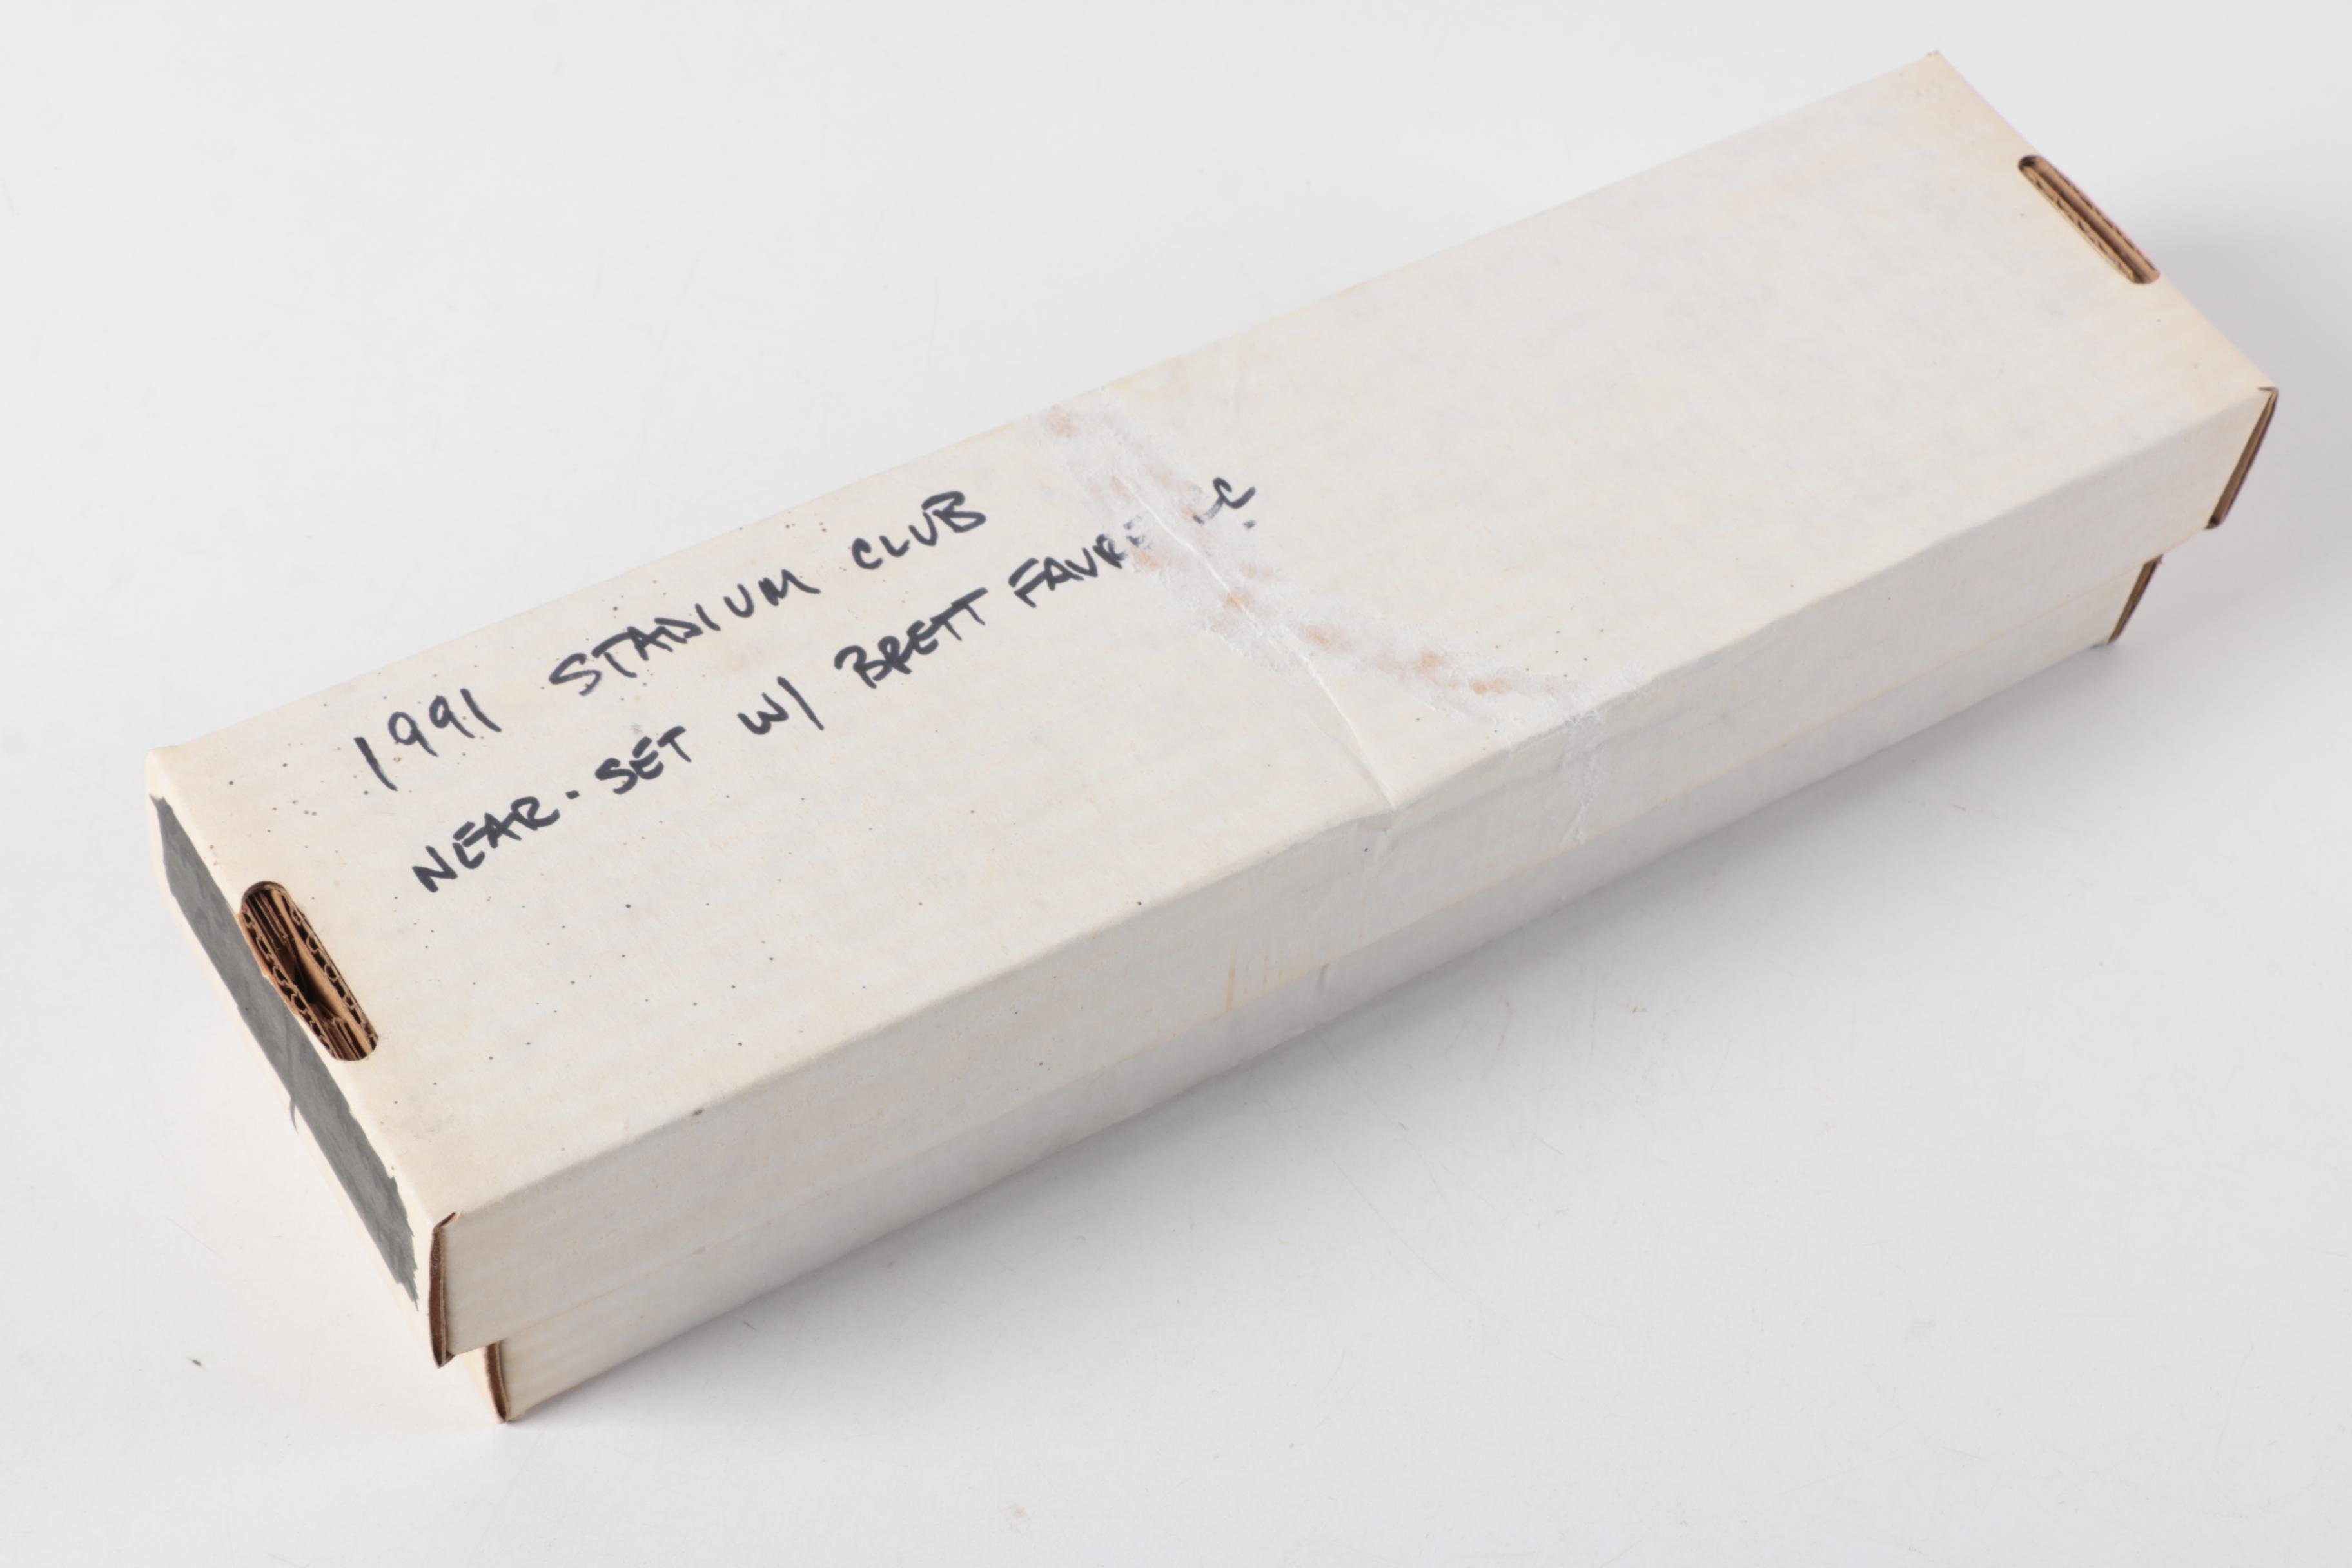 1991 STADIUM CLUB
NEAR-SET W/ BRETT FAVRE